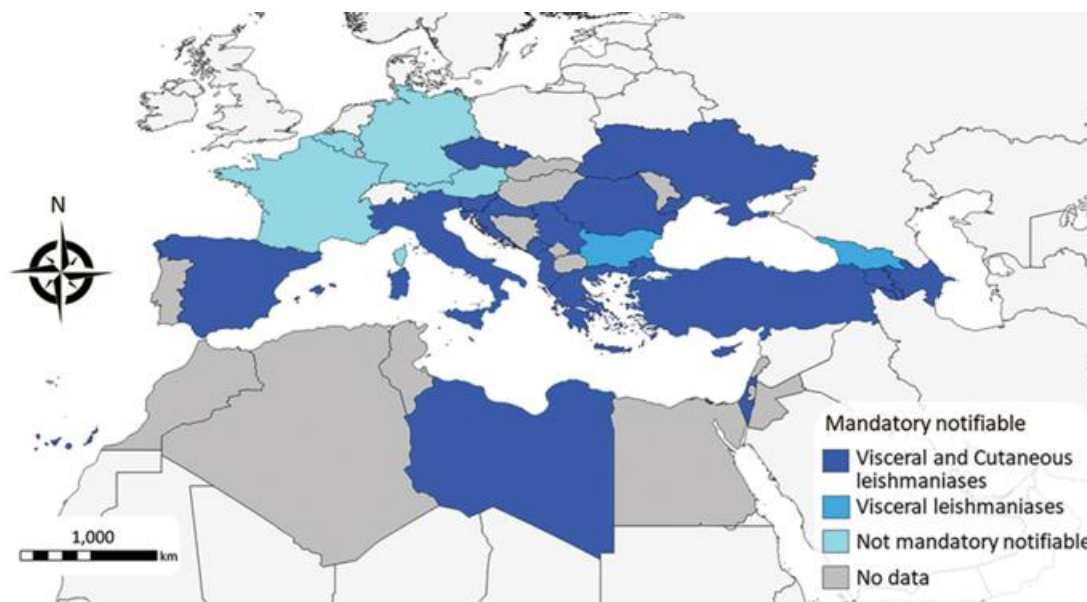 N
Mandatory notifiable
Visceral and Cutaneous
leishmaniases
Visceral leishmaniases
Not mandatory notifiable
No data
1,000
km